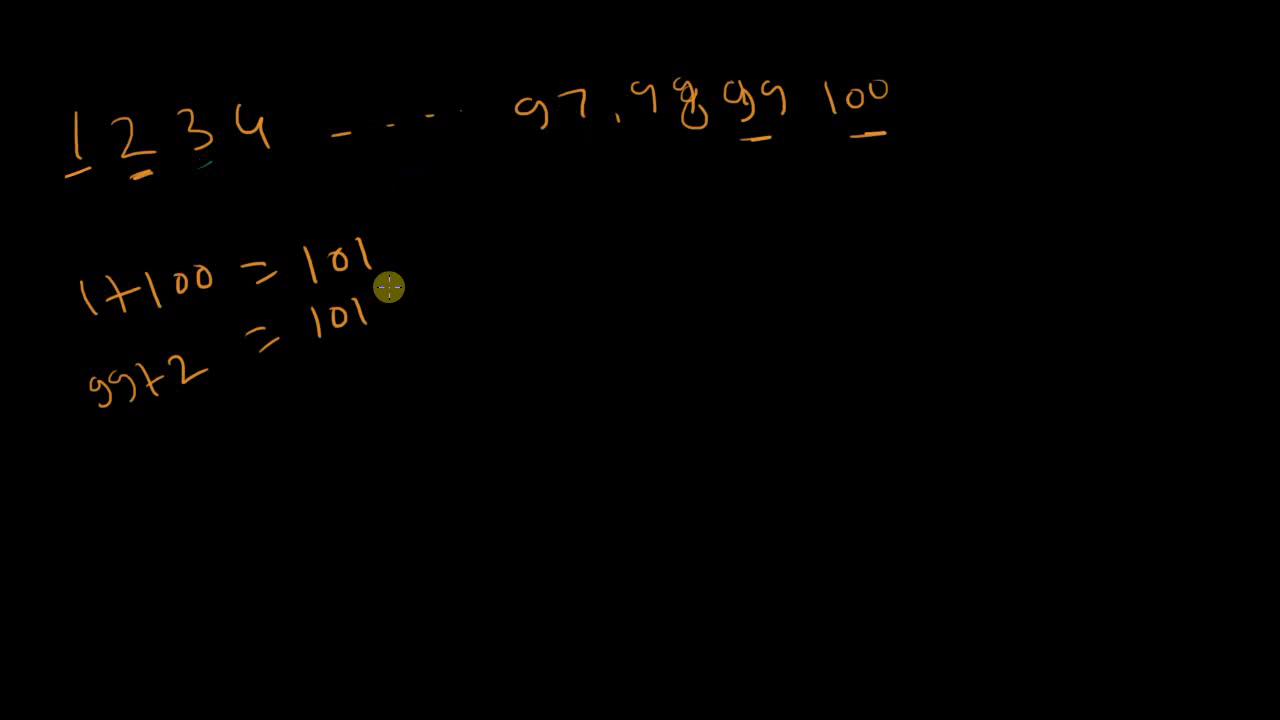 1 2 3 4 - - - - 97 . 98 99 100
1+100 = 101
99+2 = 101